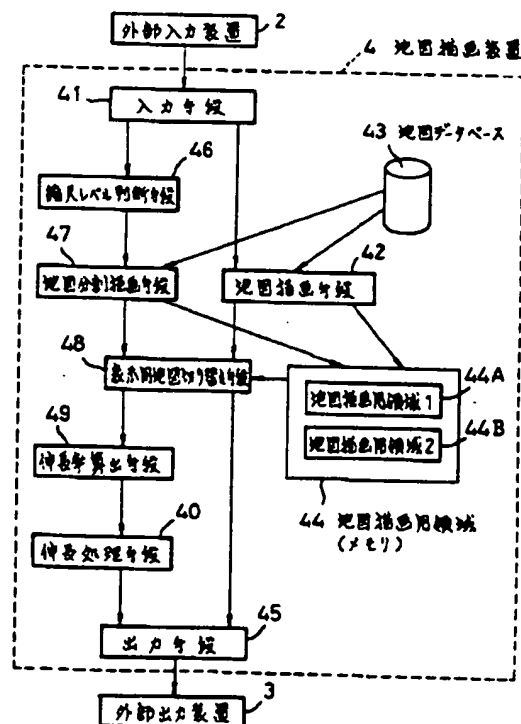 2
外部入力装置
4 地図描画装置
41
入力手段
43 地図データベース
46
縮尺レベル判断手段
47
地図分割描画手段
42
地図描画手段
48
表示用地図切り替え手段
44A
地図描画用領域1
44B
地図描画用領域2
49
伸長率算出手段
44 地図描画用領域
(メモリ)
40
伸長処理手段
45
出力手段
3
外部出力装置